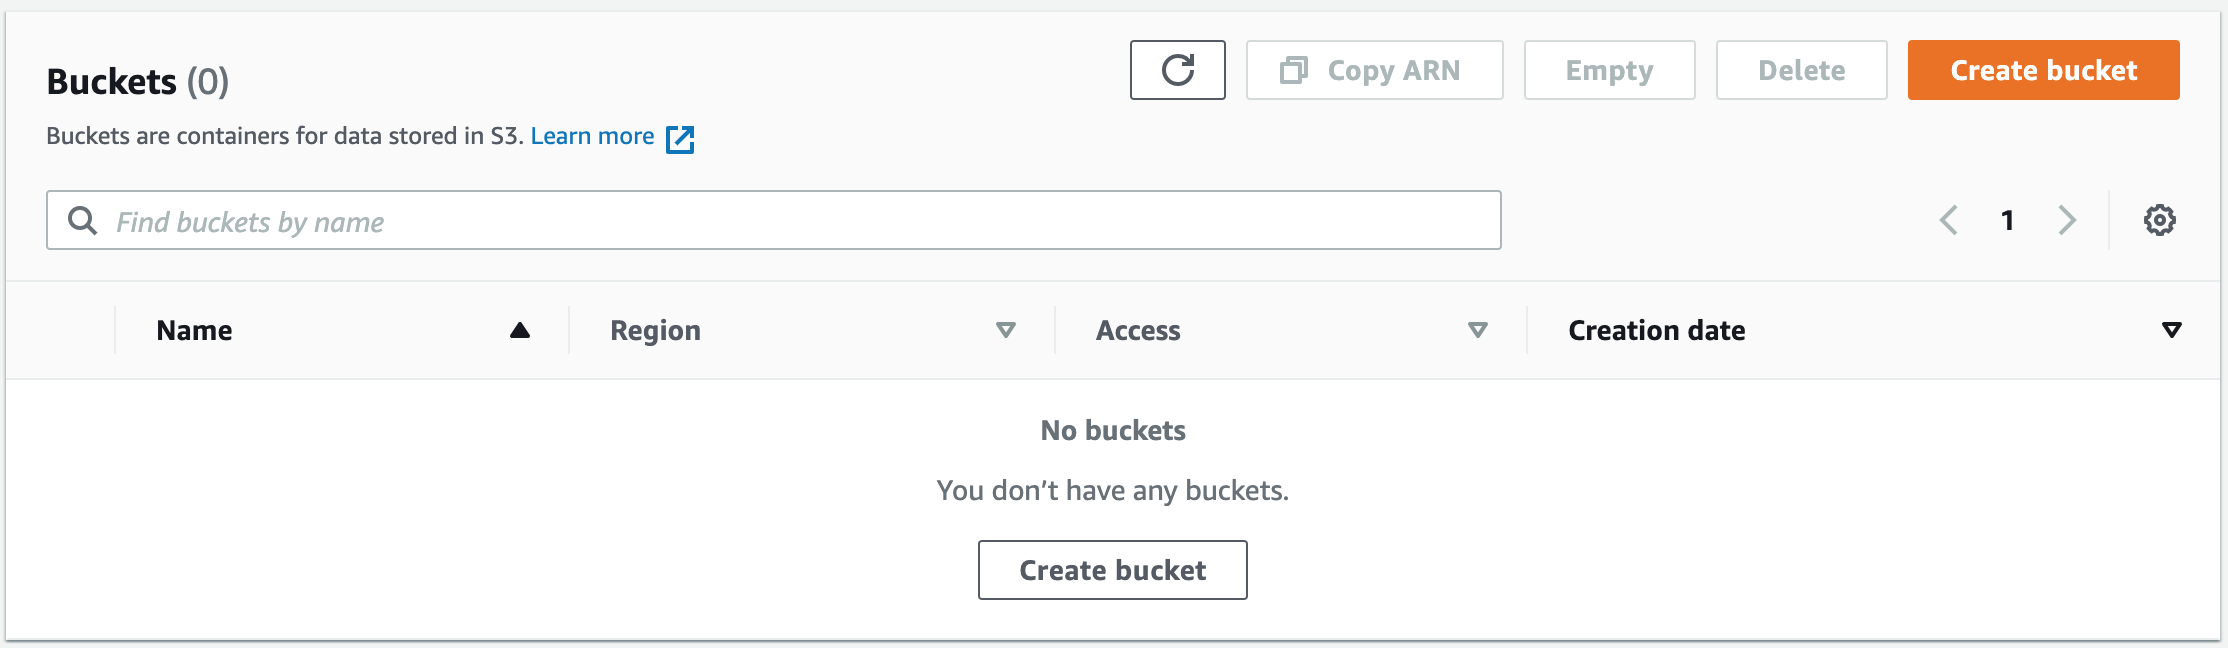 Buckets (0)
Copy ARN
Empty
Delete
Create bucket
Buckets are containers for data stored in S3. Learn more
Find buckets by name
1
Name
Region
Access
Creation date
No buckets
You don’t have any buckets.
Create bucket